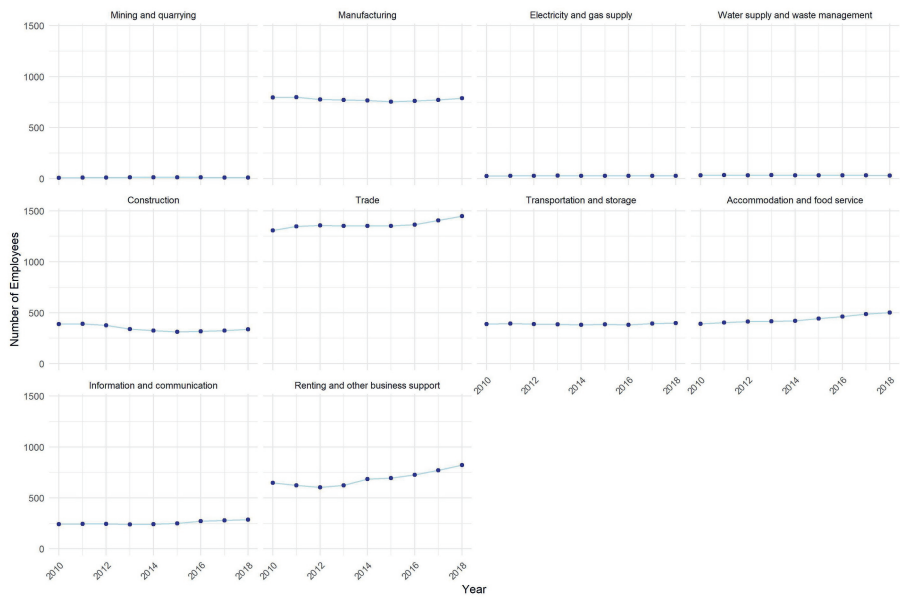 Mining and quarrying
Manufacturing
Electricity and gas supply
Water supply and waste management
1500
1000
500
0
Construction
Trade
Transportation and storage
Accommodation and food service
1500
1000
500
0
2010
2012
2014
2016
2018
2010
2012
2014
2016
2018
Information and communication
Renting and other business support
1500
1000
500
0
2010
2012
2014
2016
2018
2010
2012
2014
2016
2018
Number of Employees
Year